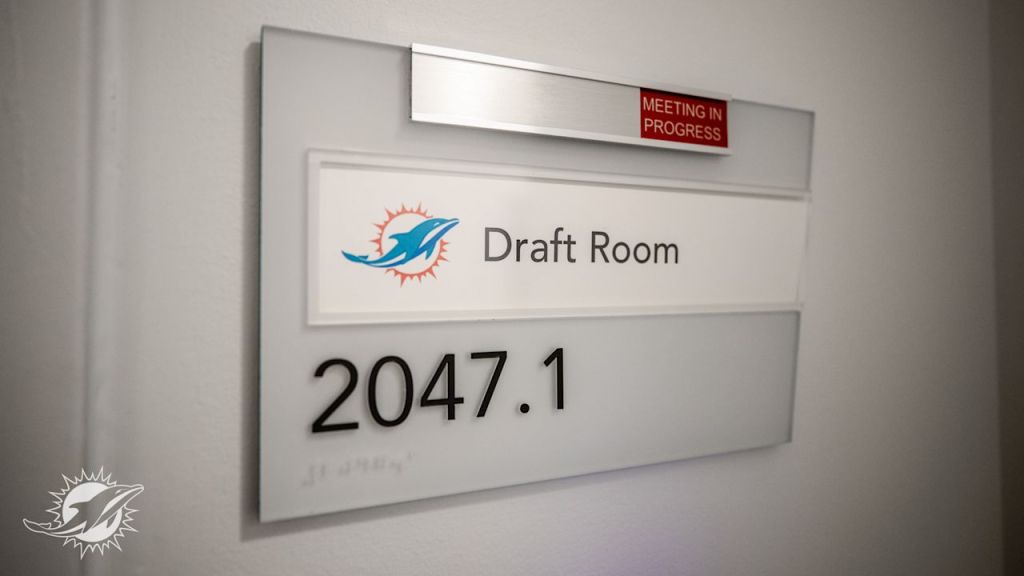 MEETING IN
PROGRESS
Draft Room
2047.1